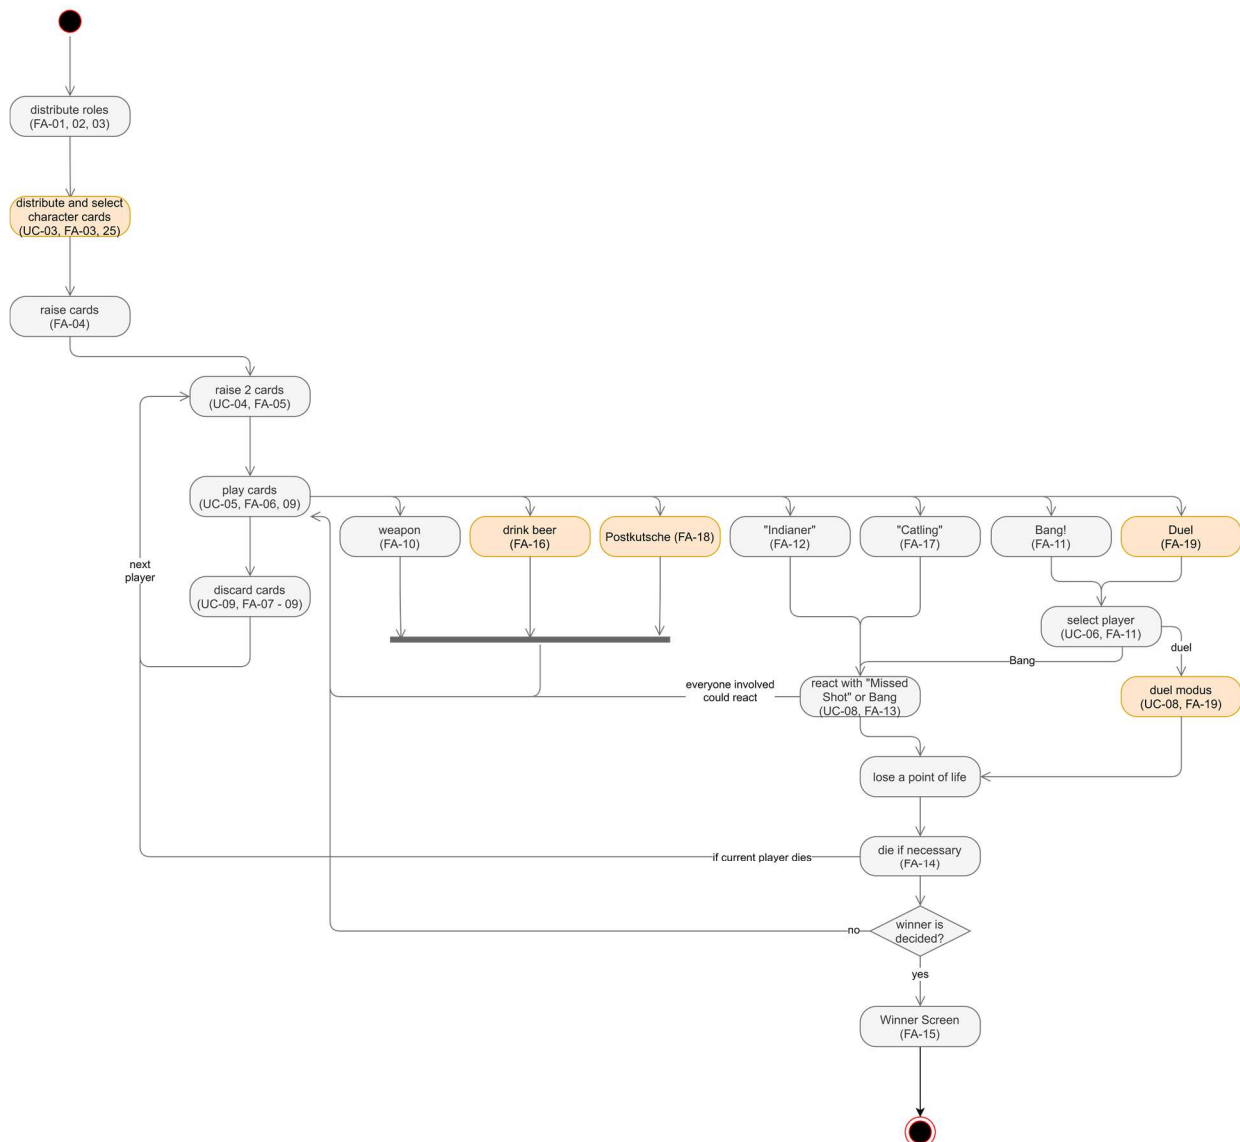 distribute roles
(FA-01, 02, 03)
distribute and select
character cards
(UC-03, FA-03, 25)
raise cards
(FA-04)
raise 2 cards
(UC-04, FA-05)
play cards
(UC-05, FA-06, 09)
weapon
(FA-10)
drink beer
(FA-16)
Postkutsche (FA-18)
"Indianer"
(FA-12)
"Catling"
(FA-17)
Bang!
(FA-11)
Duel
(FA-19)
next
player
discard cards
(UC-09, FA-07 - 09)
select player
(UC-06, FA-11)
duel
Bang
everyone involved
could react
react with "Missed
Shot" or Bang
(UC-08, FA-13)
duel modus
(UC-08, FA-19)
lose a point of life
if current player dies
die if necessary
(FA-14)
no
winner is
decided?
yes
Winner Screen
(FA-15)